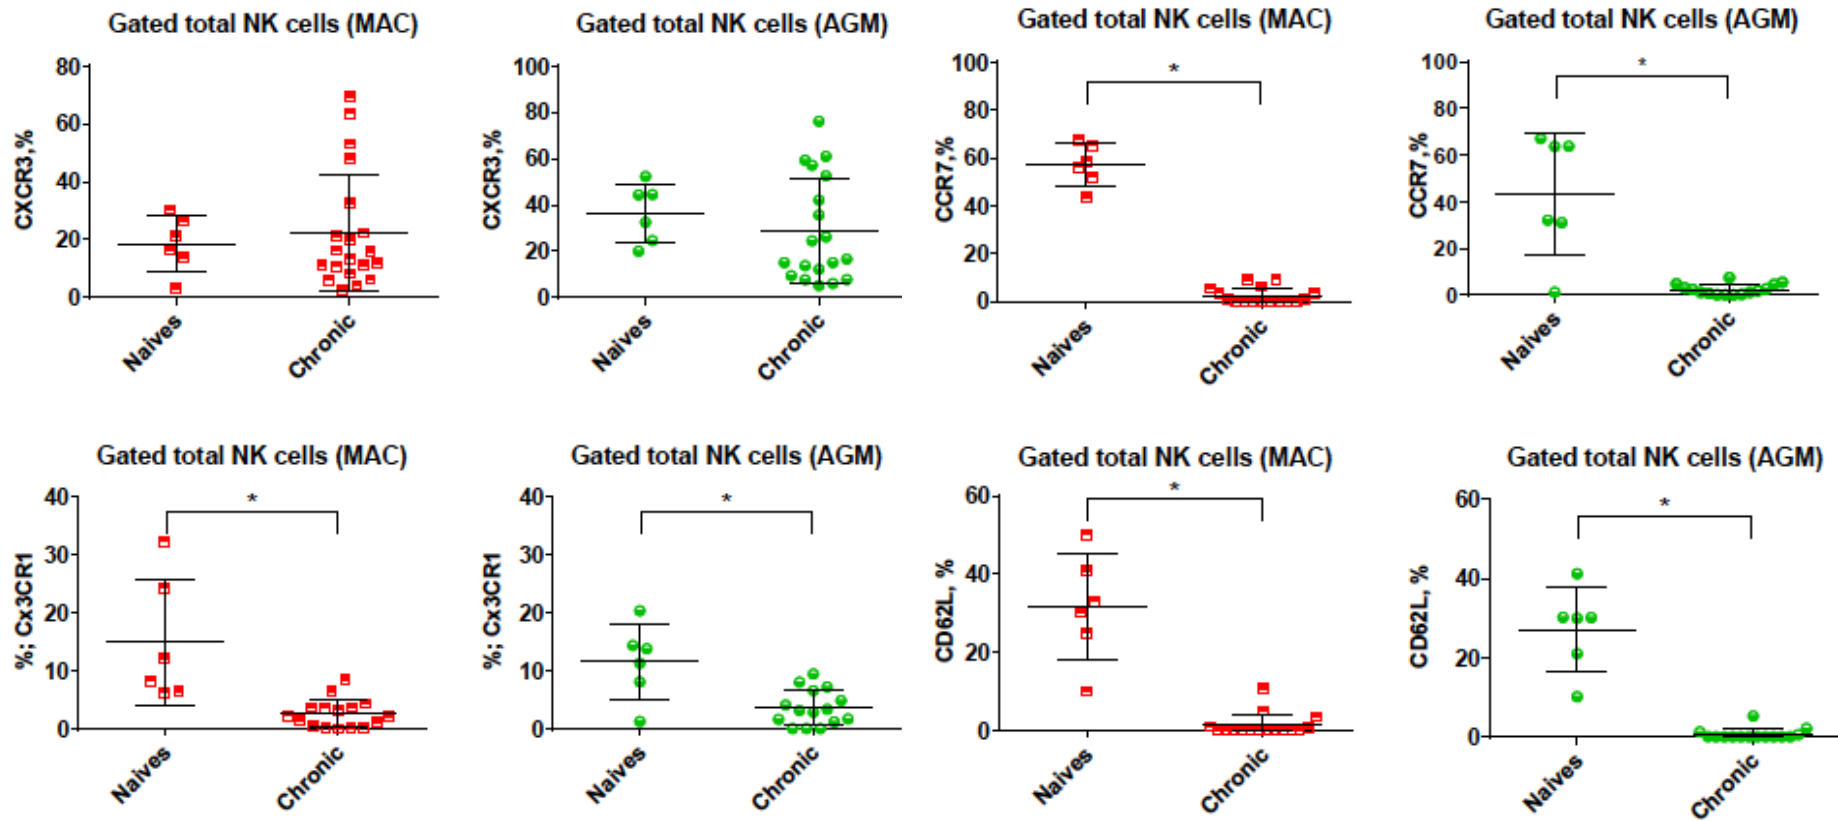 Gated total NK cells (MAC)
CXCR3,%
80
60
40
20
0
Naives
Chronic
Gated total NK cells (AGM)
CXCR3,%
100
80
60
40
20
0
Naives
Chronic
Gated total NK cells (MAC)
CCR7,%
100
80
60
40
20
0
*
Naives
Chronic
Gated total NK cells (AGM)
CCR7,%
100
80
60
40
20
0
*
Naives
Chronic
Gated total NK cells (MAC)
%; Cx3CR1
40
30
20
10
0
*
Naives
Chronic
Gated total NK cells (AGM)
%; Cx3CR1
40
30
20
10
0
*
Naives
Chronic
Gated total NK cells (MAC)
CD62L, %
60
40
20
0
*
Naives
Chronic
Gated total NK cells (AGM)
CD62L, %
60
40
20
0
*
Naives
Chronic